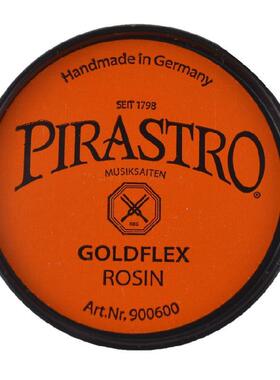 Handmade in Germany
SEIT 1798
PIRASTRO
MUSIKSAITEN
GOLDFLEX
ROSIN
Art.Nr. 900600